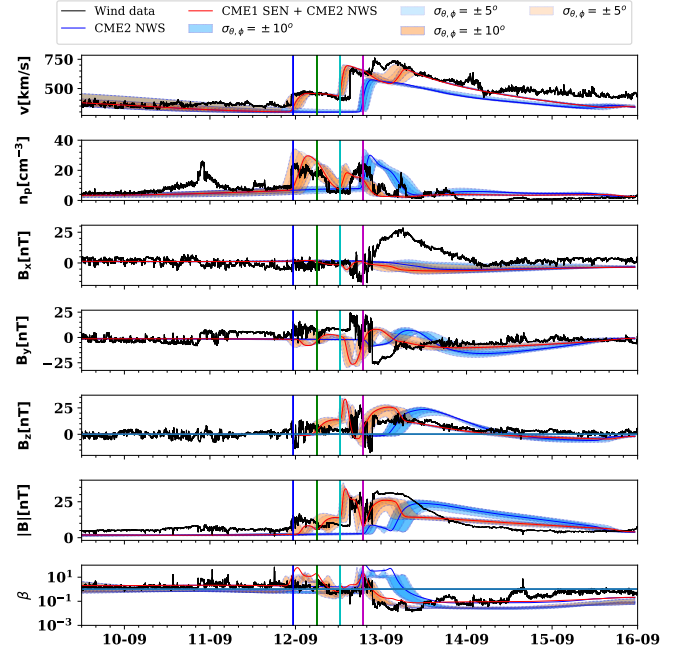 Wind data
CME2 NWS
CME1 SEN + CME2 NWS
σθ,ϕ = ±10°
σθ,ϕ = ±5°
σθ,ϕ = ±10°
σθ,ϕ = ±5°
v[km/s]
750
500
nₚ[cm⁻³]
40
20
0
Bₓ[nT]
25
0
Bᵧ[nT]
25
0
−25
B_z[nT]
25
0
|B|[nT]
25
0
β
10¹
10⁻¹
10⁻³
10-09
11-09
12-09
13-09
14-09
15-09
16-09